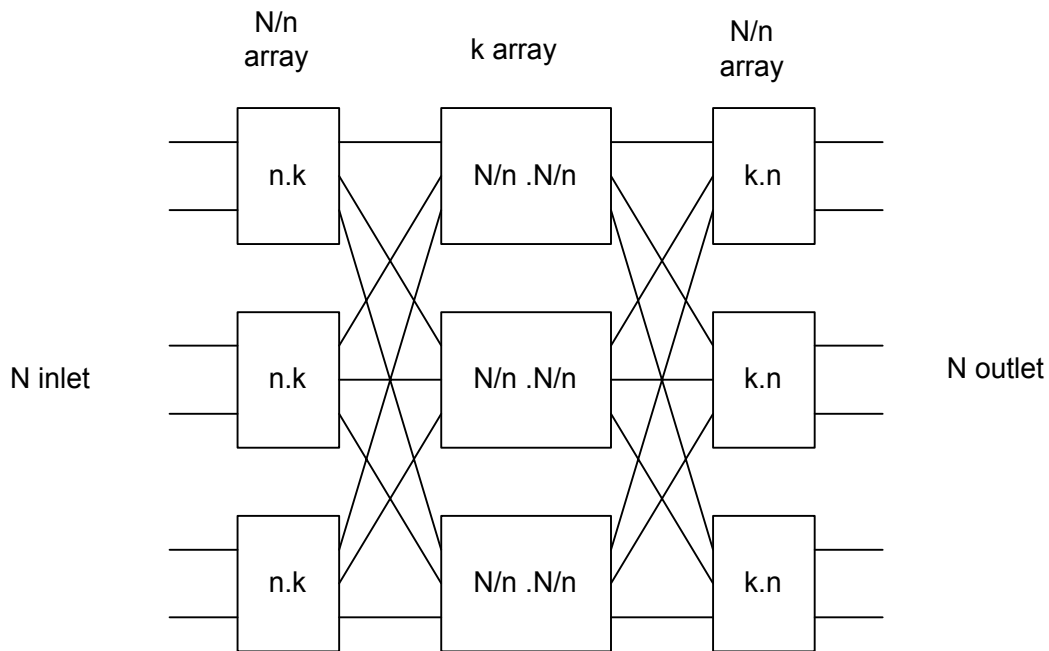 N/n
array
k array
N/n
array
n.k
N/n .N/n
k.n
N inlet
n.k
N/n .N/n
k.n
N outlet
n.k
N/n .N/n
k.n